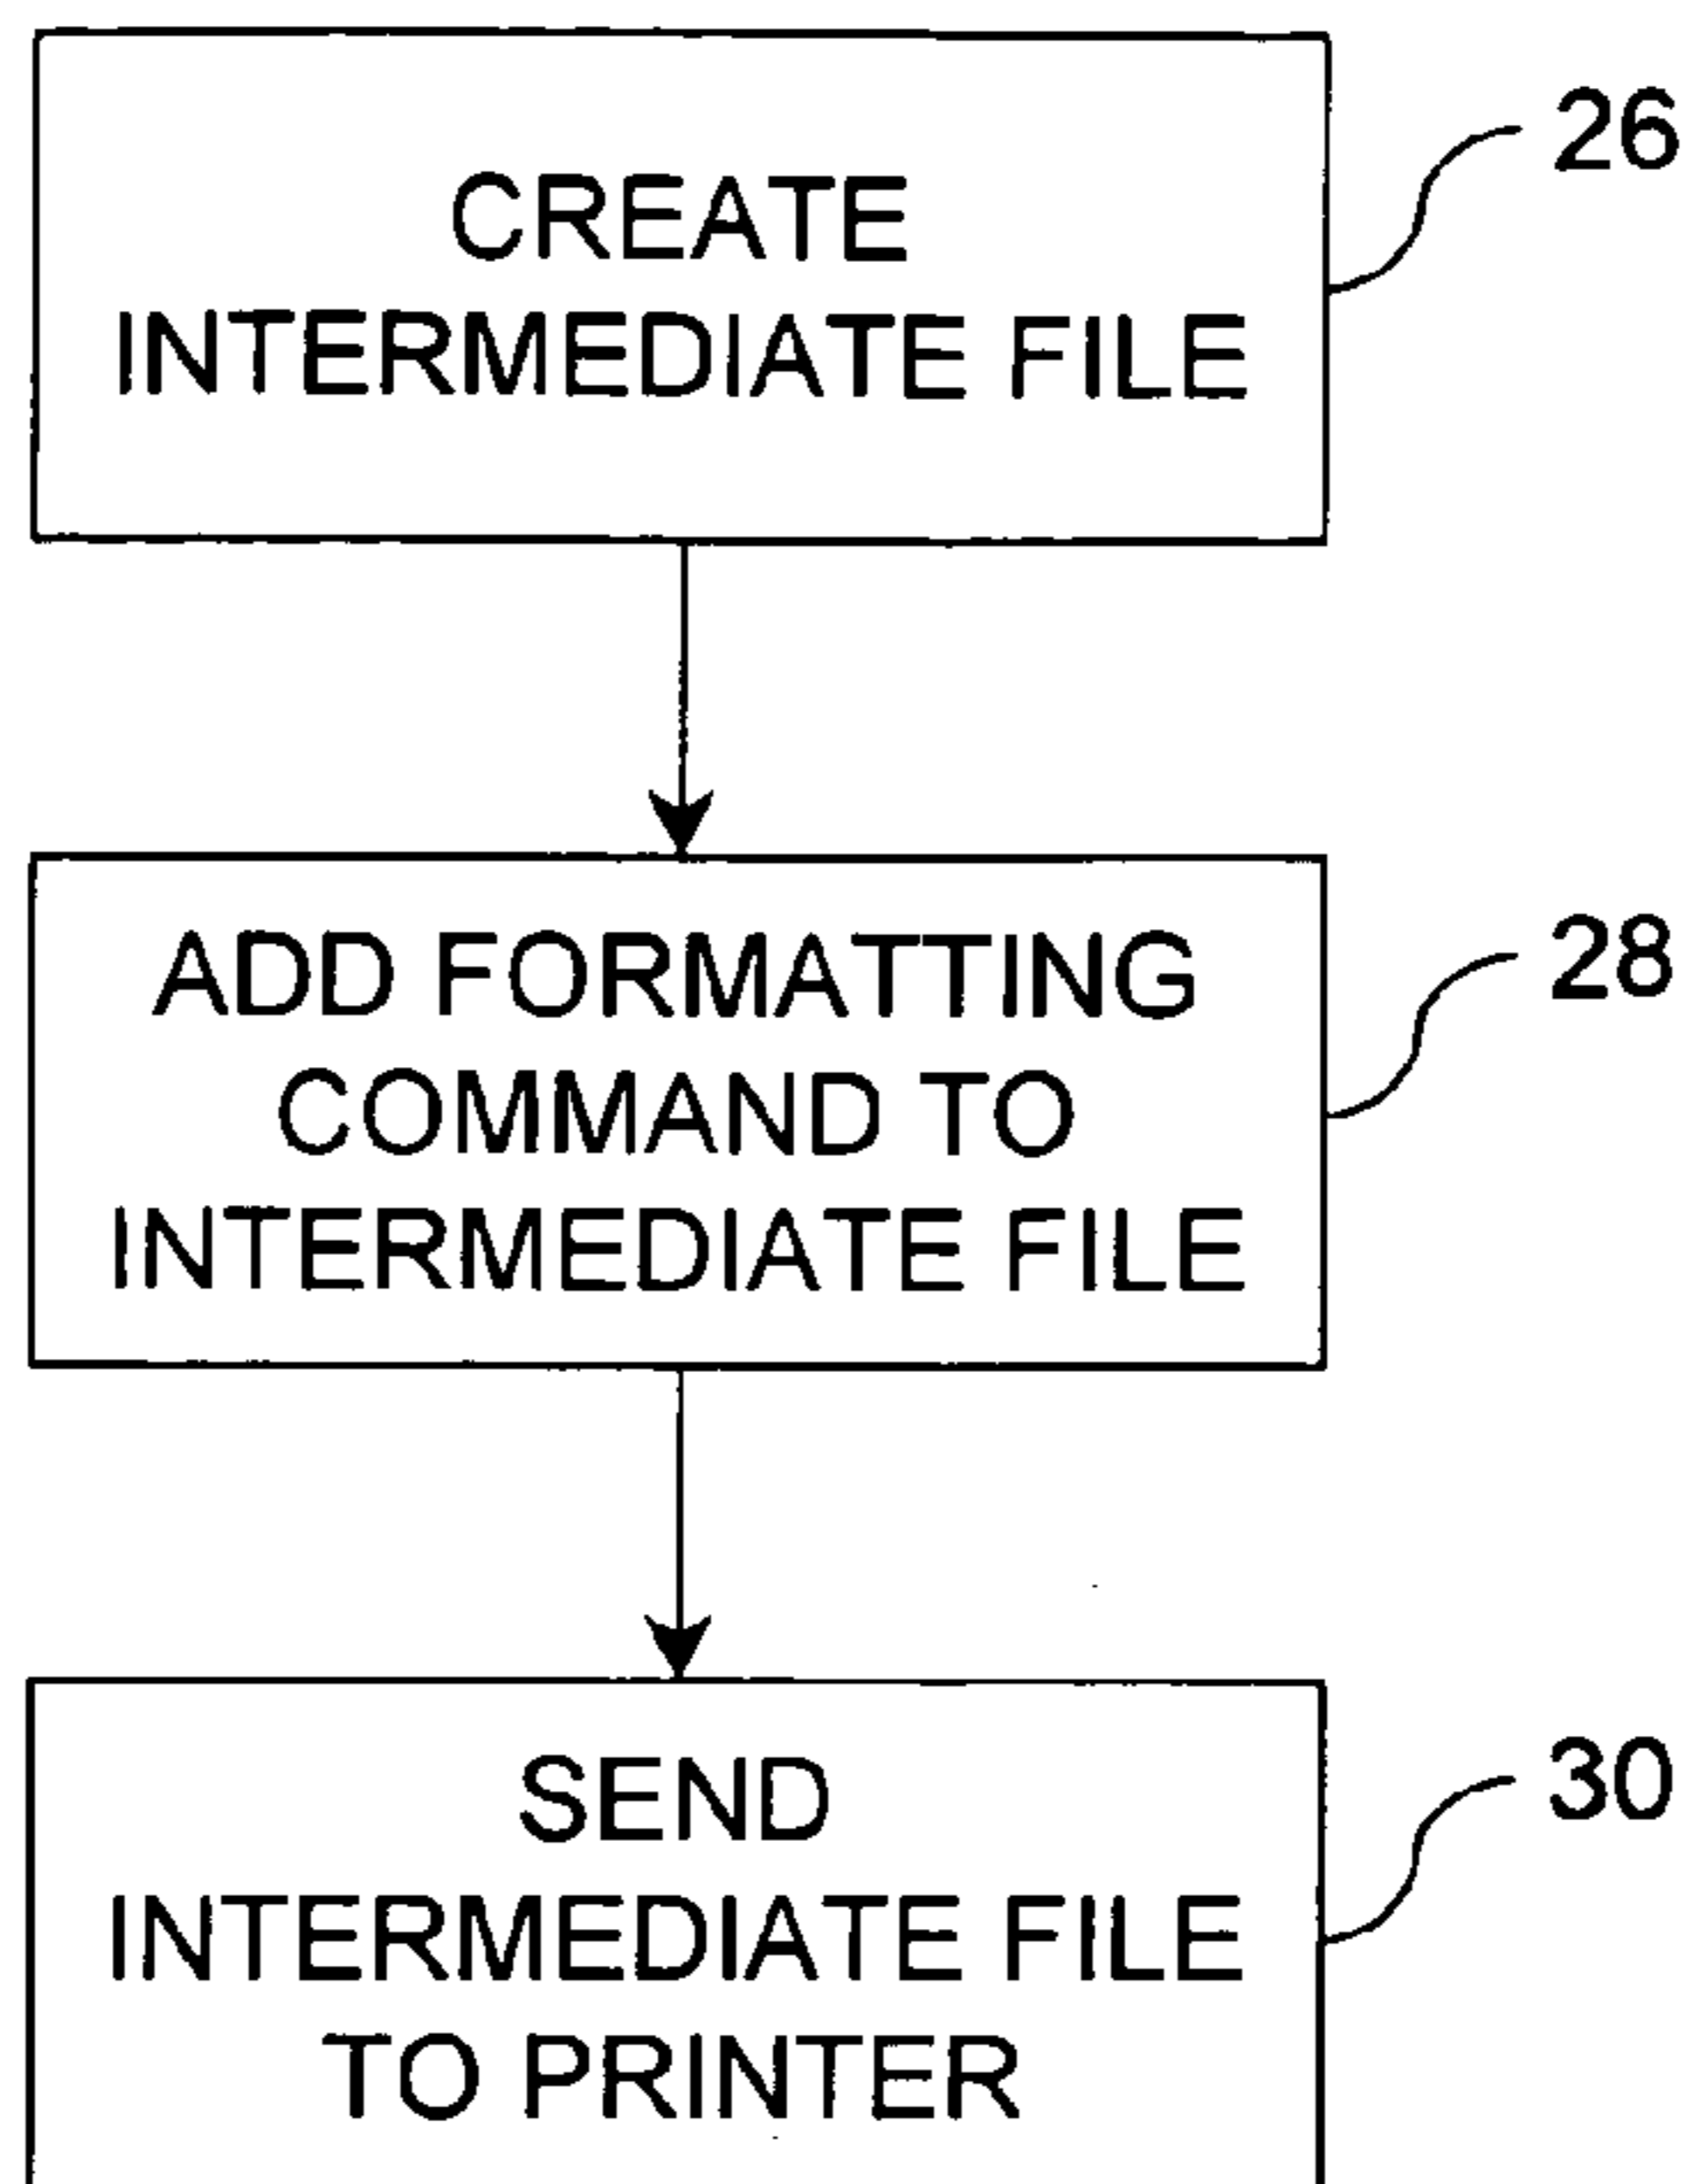 26
CREATE
INTERMEDIATE FILE
28
ADD FORMATTING
COMMAND TO
INTERMEDIATE FILE
30
SEND
INTERMEDIATE FILE
TO PRINTER